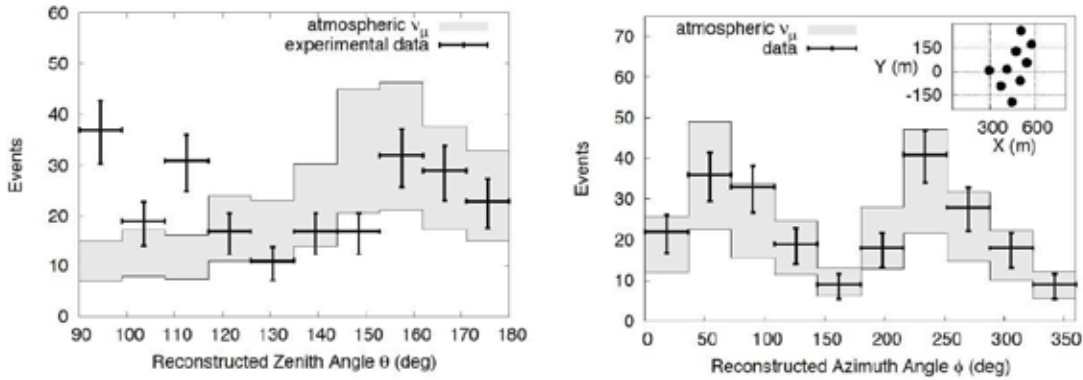 60
50
40
30
20
10
0
Events
atmospheric νμ
experimental data
90 100 110 120 130 140 150 160 170 180
Reconstructed Zenith Angle θ (deg)
70
60
50
40
30
20
10
0
Events
atmospheric νμ
data
150
Y (m) 0
-150
300 600
X (m)
0 50 100 150 200 250 300 350
Reconstructed Azimuth Angle ϕ (deg)